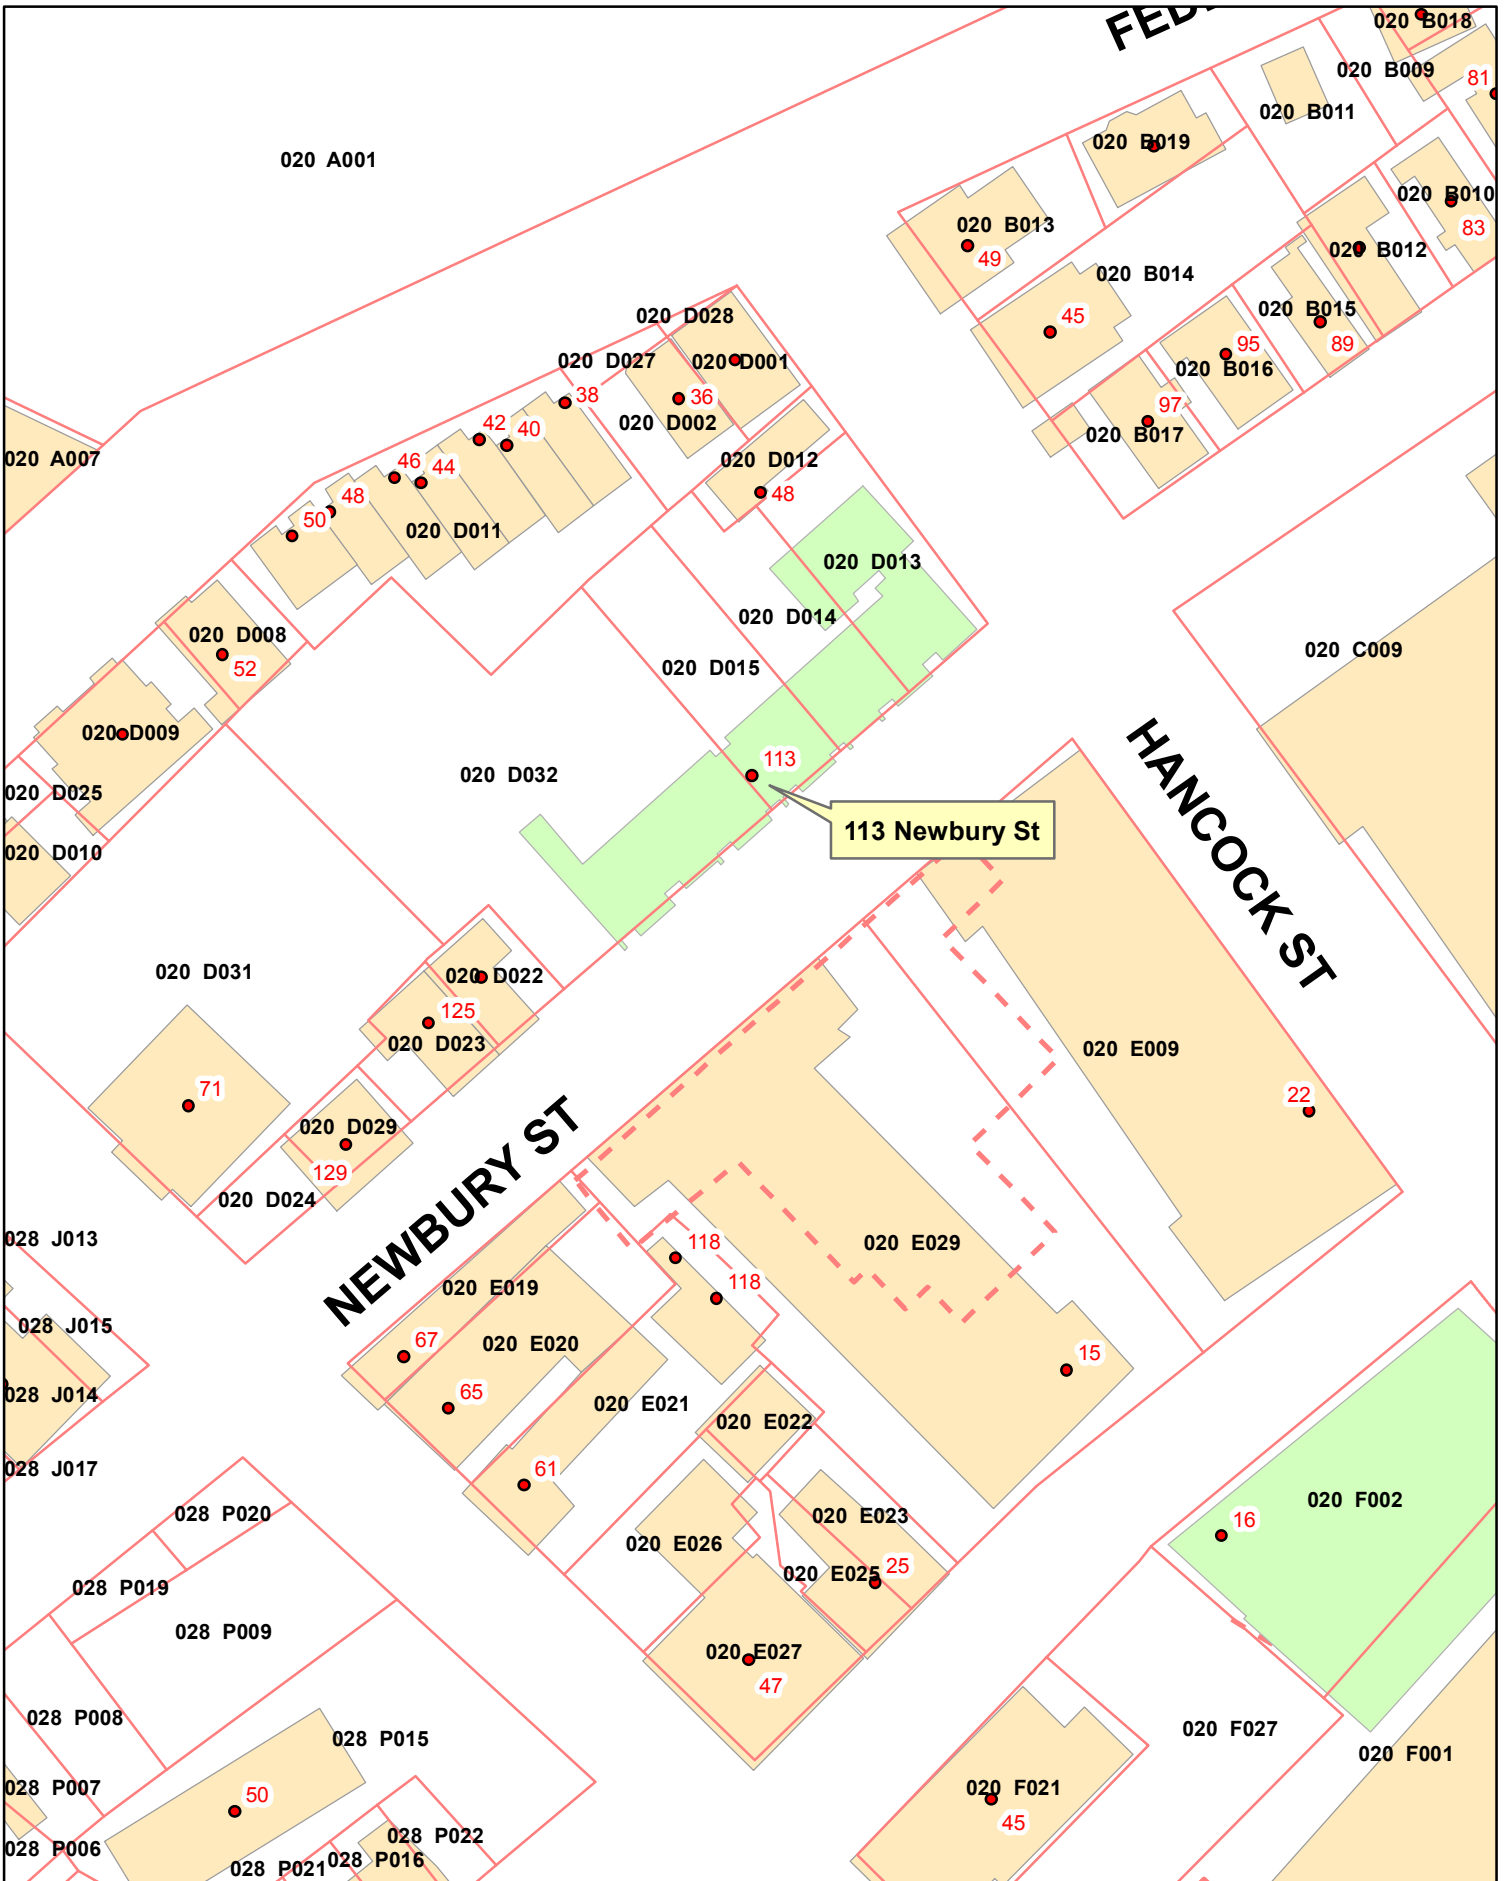 020 B018
020 B009
81
020 B011
020 B019
020 A001
020 B010
83
020 B013
49
020 B012
020 B014
45
020 B015
89
020 D028
020 D027
020 D001
95
020 B016
36
38
020 D002
97
020 B017
42
40
020 A007
46
44
020 D012
48
48
50
020 D011
020 D013
020 D014
020 D008
52
020 C009
020 D015
020 D009
113
020 D032
020 D025
113 Newbury St
020 D010
HANCOCK ST
020 D031
020 D022
125
020 D023
020 E009
71
22
020 D029
129
020 D024
NEWBURY ST
028 J013
118
020 E029
020 E019
118
028 J015
67
020 E020
15
65
028 J014
020 E021
020 E022
028 J017
61
028 P020
020 F002
16
020 E023
020 E026
020 E025
25
028 P019
028 P009
020 E027
47
028 P008
020 F027
028 P015
020 F001
028 P007
50
020 F021
45
028 P022
028 P006
028 P016
028 P021